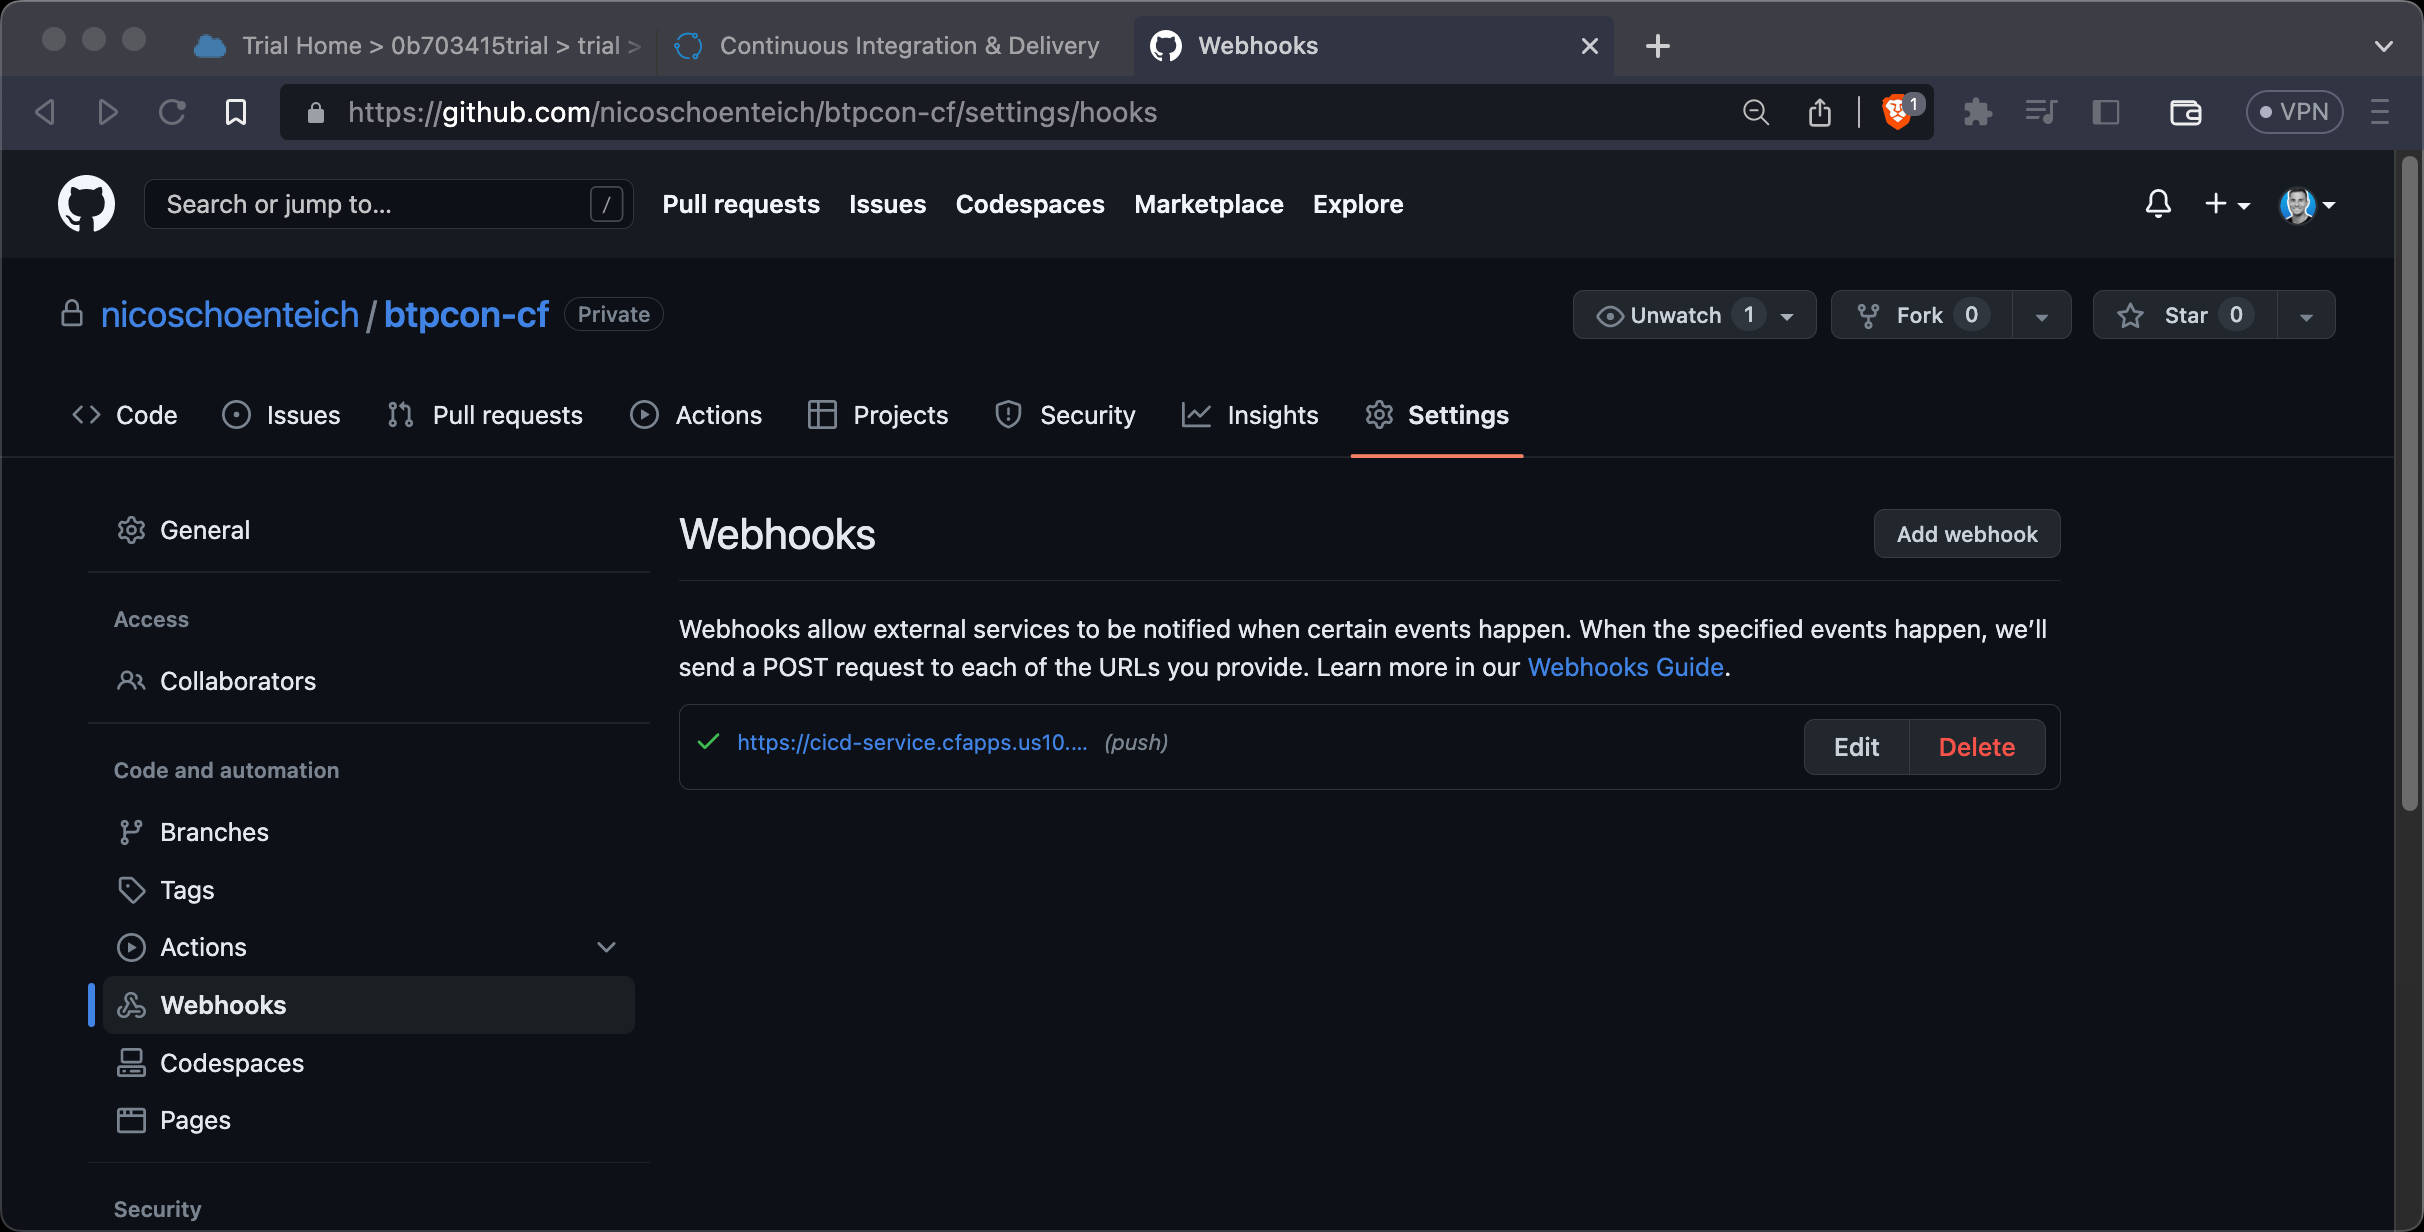 Trial Home > 0b703415trial > trial >
Continuous Integration & Delivery
Webhooks
https://github.com/nicoschoenteich/btpcon-cf/settings/hooks
1
VPN
Search or jump to...
/
Pull requests
Issues
Codespaces
Marketplace
Explore
nicoschoenteich / btpcon-cf
Private
Unwatch 1
Fork 0
Star 0
Code
Issues
Pull requests
Actions
Projects
Security
Insights
Settings
General
Access
Collaborators
Code and automation
Branches
Tags
Actions
Webhooks
Codespaces
Pages
Security
Webhooks
Add webhook
Webhooks allow external services to be notified when certain events happen. When the specified events happen, we’ll
send a POST request to each of the URLs you provide. Learn more in our Webhooks Guide.
https://cicd-service.cfapps.us10.... (push)
Edit
Delete